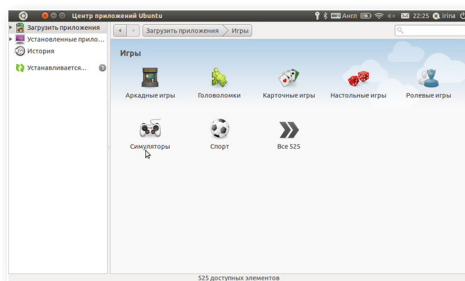 Центр приложений Ubuntu
Англ 22:25 Irina
Загрузить приложения
Установленные прило...
История
Устанавливается...
Загрузить приложения Игры
Игры
Аркадные игры Головоломки Карточные игры Настольные игры Ролевые игры
Симуляторы Спорт Все 525
525 доступных элементов